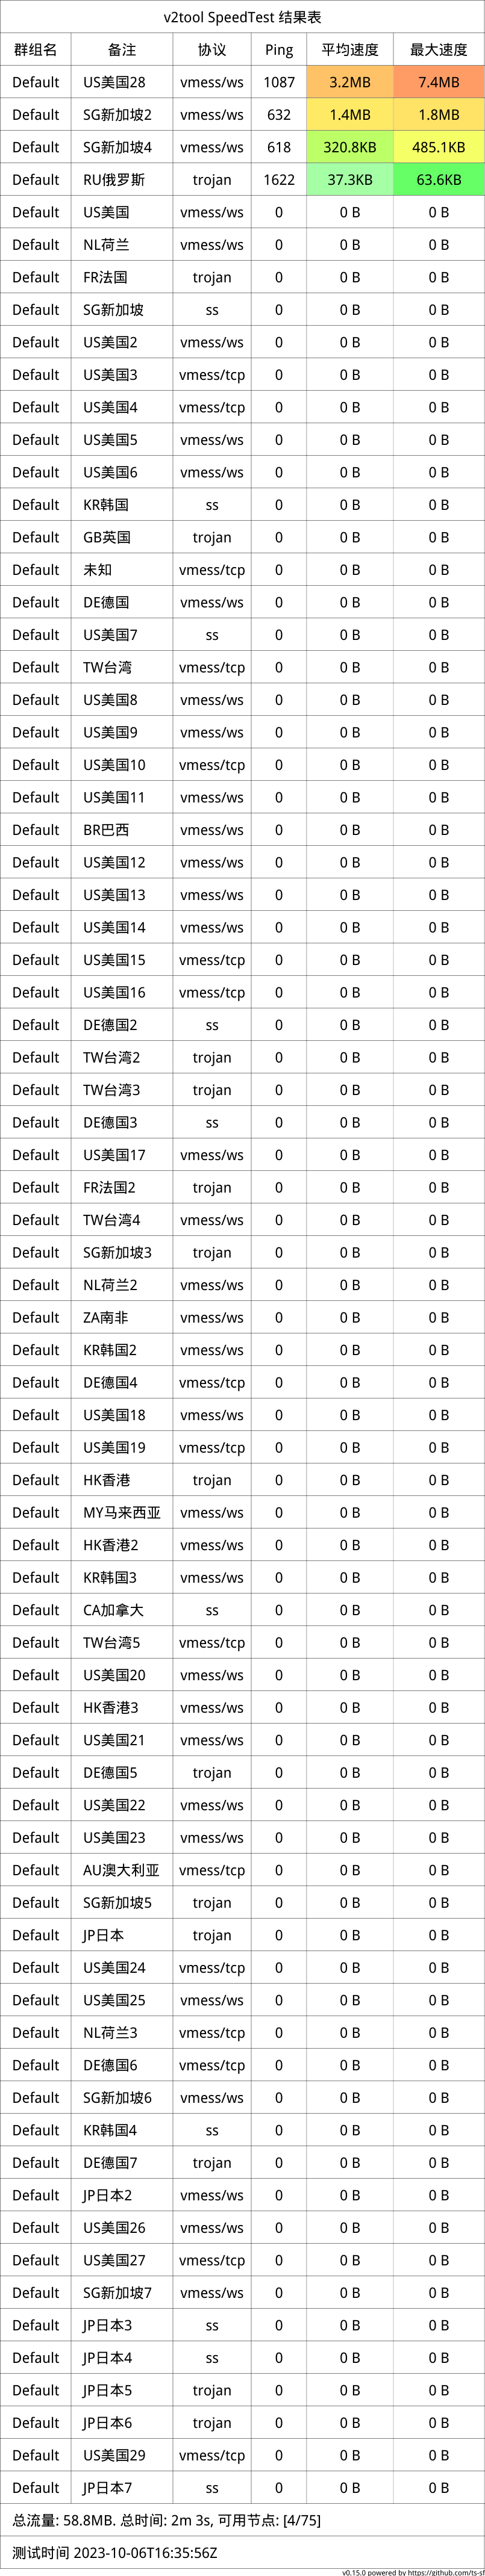 v2tool SpeedTest 结果表
群组名 备注 协议 Ping 平均速度 最大速度
Default US美国28 vmess/ws 1087 3.2MB 7.4MB
Default SG新加坡2 vmess/ws 632 1.4MB 1.8MB
Default SG新加坡4 vmess/ws 618 320.8KB 485.1KB
Default RU俄罗斯 trojan 1622 37.3KB 63.6KB
Default US美国 vmess/ws 0 0 B 0 B
Default NL荷兰 vmess/ws 0 0 B 0 B
Default FR法国 trojan 0 0 B 0 B
Default SG新加坡 ss 0 0 B 0 B
Default US美国2 vmess/ws 0 0 B 0 B
Default US美国3 vmess/tcp 0 0 B 0 B
Default US美国4 vmess/tcp 0 0 B 0 B
Default US美国5 vmess/ws 0 0 B 0 B
Default US美国6 vmess/ws 0 0 B 0 B
Default KR韩国 ss 0 0 B 0 B
Default GB英国 trojan 0 0 B 0 B
Default 未知 vmess/tcp 0 0 B 0 B
Default DE德国 vmess/ws 0 0 B 0 B
Default US美国7 ss 0 0 B 0 B
Default TW台湾 vmess/tcp 0 0 B 0 B
Default US美国8 vmess/ws 0 0 B 0 B
Default US美国9 vmess/ws 0 0 B 0 B
Default US美国10 vmess/tcp 0 0 B 0 B
Default US美国11 vmess/ws 0 0 B 0 B
Default BR巴西 vmess/ws 0 0 B 0 B
Default US美国12 vmess/ws 0 0 B 0 B
Default US美国13 vmess/ws 0 0 B 0 B
Default US美国14 vmess/ws 0 0 B 0 B
Default US美国15 vmess/tcp 0 0 B 0 B
Default US美国16 vmess/tcp 0 0 B 0 B
Default DE德国2 ss 0 0 B 0 B
Default TW台湾2 trojan 0 0 B 0 B
Default TW台湾3 trojan 0 0 B 0 B
Default DE德国3 ss 0 0 B 0 B
Default US美国17 vmess/ws 0 0 B 0 B
Default FR法国2 trojan 0 0 B 0 B
Default TW台湾4 vmess/ws 0 0 B 0 B
Default SG新加坡3 trojan 0 0 B 0 B
Default NL荷兰2 vmess/ws 0 0 B 0 B
Default ZA南非 vmess/ws 0 0 B 0 B
Default KR韩国2 vmess/ws 0 0 B 0 B
Default DE德国4 vmess/tcp 0 0 B 0 B
Default US美国18 vmess/ws 0 0 B 0 B
Default US美国19 vmess/tcp 0 0 B 0 B
Default HK香港 trojan 0 0 B 0 B
Default MY马来西亚 vmess/ws 0 0 B 0 B
Default HK香港2 vmess/ws 0 0 B 0 B
Default KR韩国3 vmess/ws 0 0 B 0 B
Default CA加拿大 ss 0 0 B 0 B
Default TW台湾5 vmess/tcp 0 0 B 0 B
Default US美国20 vmess/ws 0 0 B 0 B
Default HK香港3 vmess/ws 0 0 B 0 B
Default US美国21 vmess/ws 0 0 B 0 B
Default DE德国5 trojan 0 0 B 0 B
Default US美国22 vmess/ws 0 0 B 0 B
Default US美国23 vmess/ws 0 0 B 0 B
Default AU澳大利亚 vmess/tcp 0 0 B 0 B
Default SG新加坡5 trojan 0 0 B 0 B
Default JP日本 trojan 0 0 B 0 B
Default US美国24 vmess/tcp 0 0 B 0 B
Default US美国25 vmess/ws 0 0 B 0 B
Default NL荷兰3 vmess/tcp 0 0 B 0 B
Default DE德国6 vmess/tcp 0 0 B 0 B
Default SG新加坡6 vmess/ws 0 0 B 0 B
Default KR韩国4 ss 0 0 B 0 B
Default DE德国7 trojan 0 0 B 0 B
Default JP日本2 vmess/ws 0 0 B 0 B
Default US美国26 vmess/ws 0 0 B 0 B
Default US美国27 vmess/tcp 0 0 B 0 B
Default SG新加坡7 vmess/ws 0 0 B 0 B
Default JP日本3 ss 0 0 B 0 B
Default JP日本4 ss 0 0 B 0 B
Default JP日本5 trojan 0 0 B 0 B
Default JP日本6 trojan 0 0 B 0 B
Default US美国29 vmess/tcp 0 0 B 0 B
Default JP日本7 ss 0 0 B 0 B
总流量: 58.8MB. 总时间: 2m 3s, 可用节点: [4/75]
测试时间 2023-10-06T16:35:56Z
v0.15.0 powered by https://github.com/ts-sf